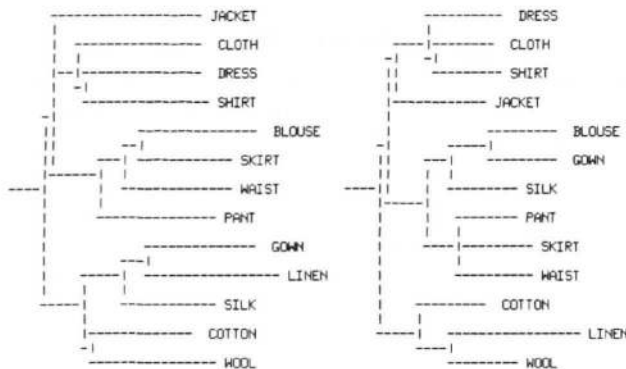 JACKET
CLOTH
DRESS
SHIRT
BLOUSE
SKIRT
WAIST
PANT
GOWN
LINEN
SILK
COTTON
WOOL
DRESS
CLOTH
SHIRT
JACKET
BLOUSE
GOWN
SILK
PANT
SKIRT
WAIST
COTTON
LINEN
WOOL